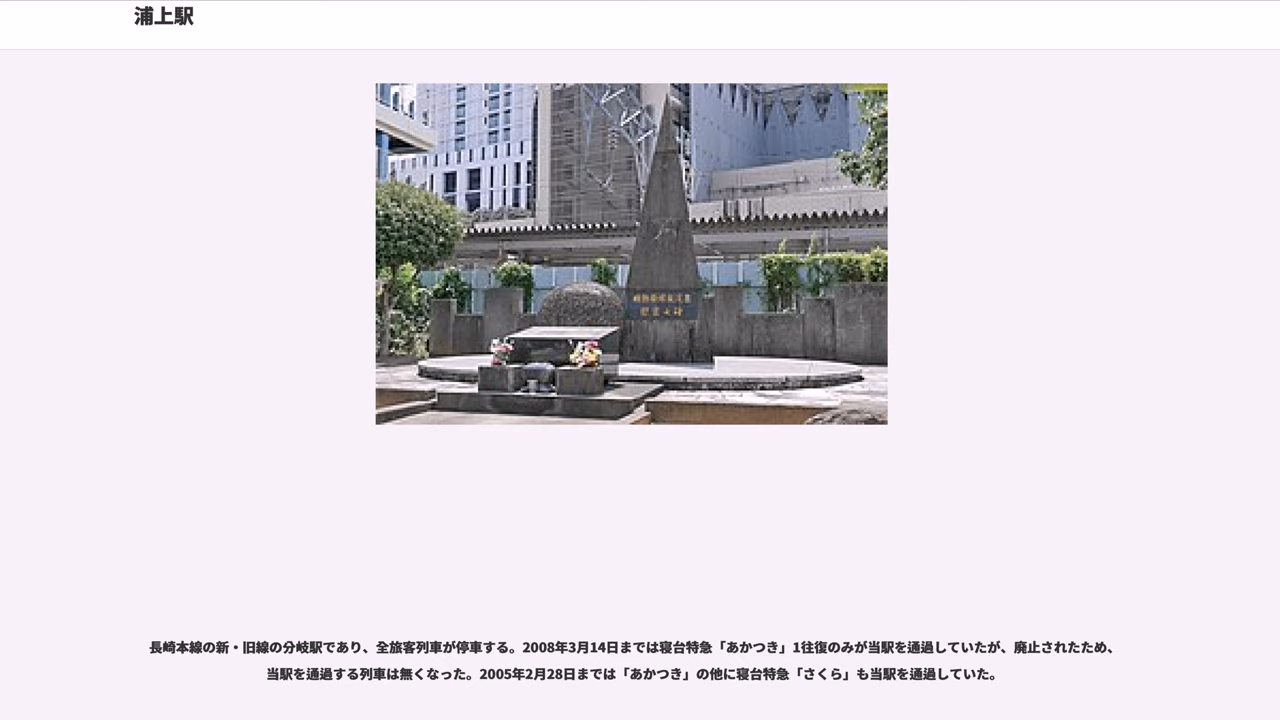 浦上駅
長崎本線の新・旧線の分岐駅であり、全旅客列車が停車する。2008年3月14日までは寝台特急「あかつき」1往復のみが当駅を通過していたが、廃止されたため、
当駅を通過する列車は無くなった。2005年2月28日までは「あかつき」の他に寝台特急「さくら」も当駅を通過していた。